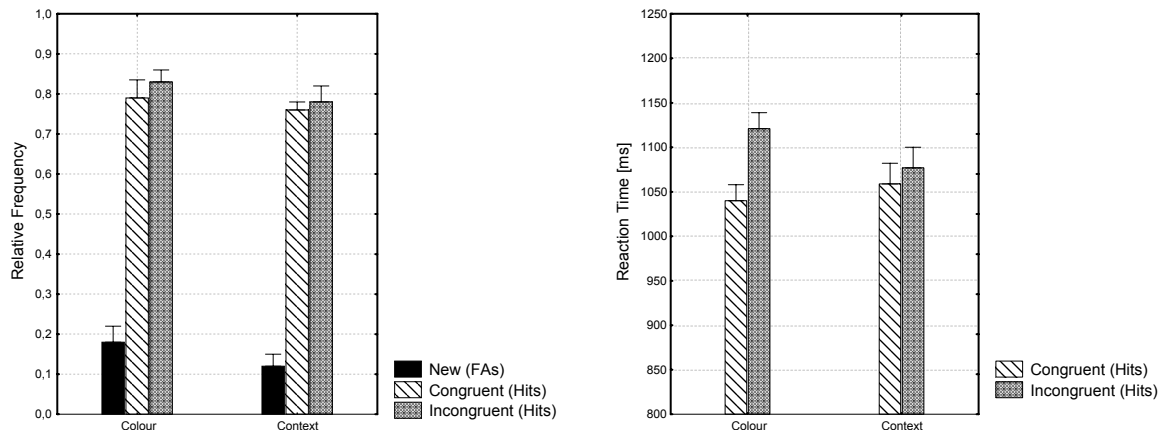 Relative Frequency
1,0
0,9
0,8
0,7
0,6
0,5
0,4
0,3
0,2
0,1
0,0
Colour Context
New (FAs)
Congruent (Hits)
Incongruent (Hits)
Reaction Time [ms]
1250
1200
1150
1100
1050
1000
950
900
850
800
Colour Context
Congruent (Hits)
Incongruent (Hits)